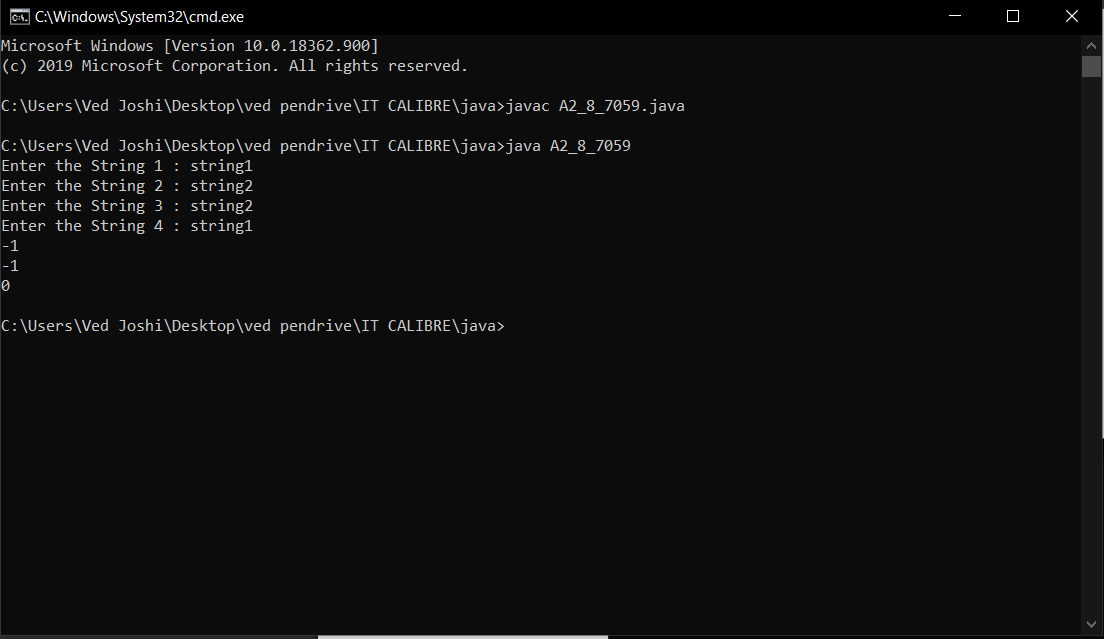 C:\Windows\System32\cmd.exe
Microsoft Windows [Version 10.0.18362.900]
(c) 2019 Microsoft Corporation. All rights reserved.
C:\Users\Ved Joshi\Desktop\ved pendrive\IT CALIBRE\java>javac A2_8_7059.java
C:\Users\Ved Joshi\Desktop\ved pendrive\IT CALIBRE\java>java A2_8_7059
Enter the String 1 : string1
Enter the String 2 : string2
Enter the String 3 : string2
Enter the String 4 : string1
-1
-1
0
C:\Users\Ved Joshi\Desktop\ved pendrive\IT CALIBRE\java>